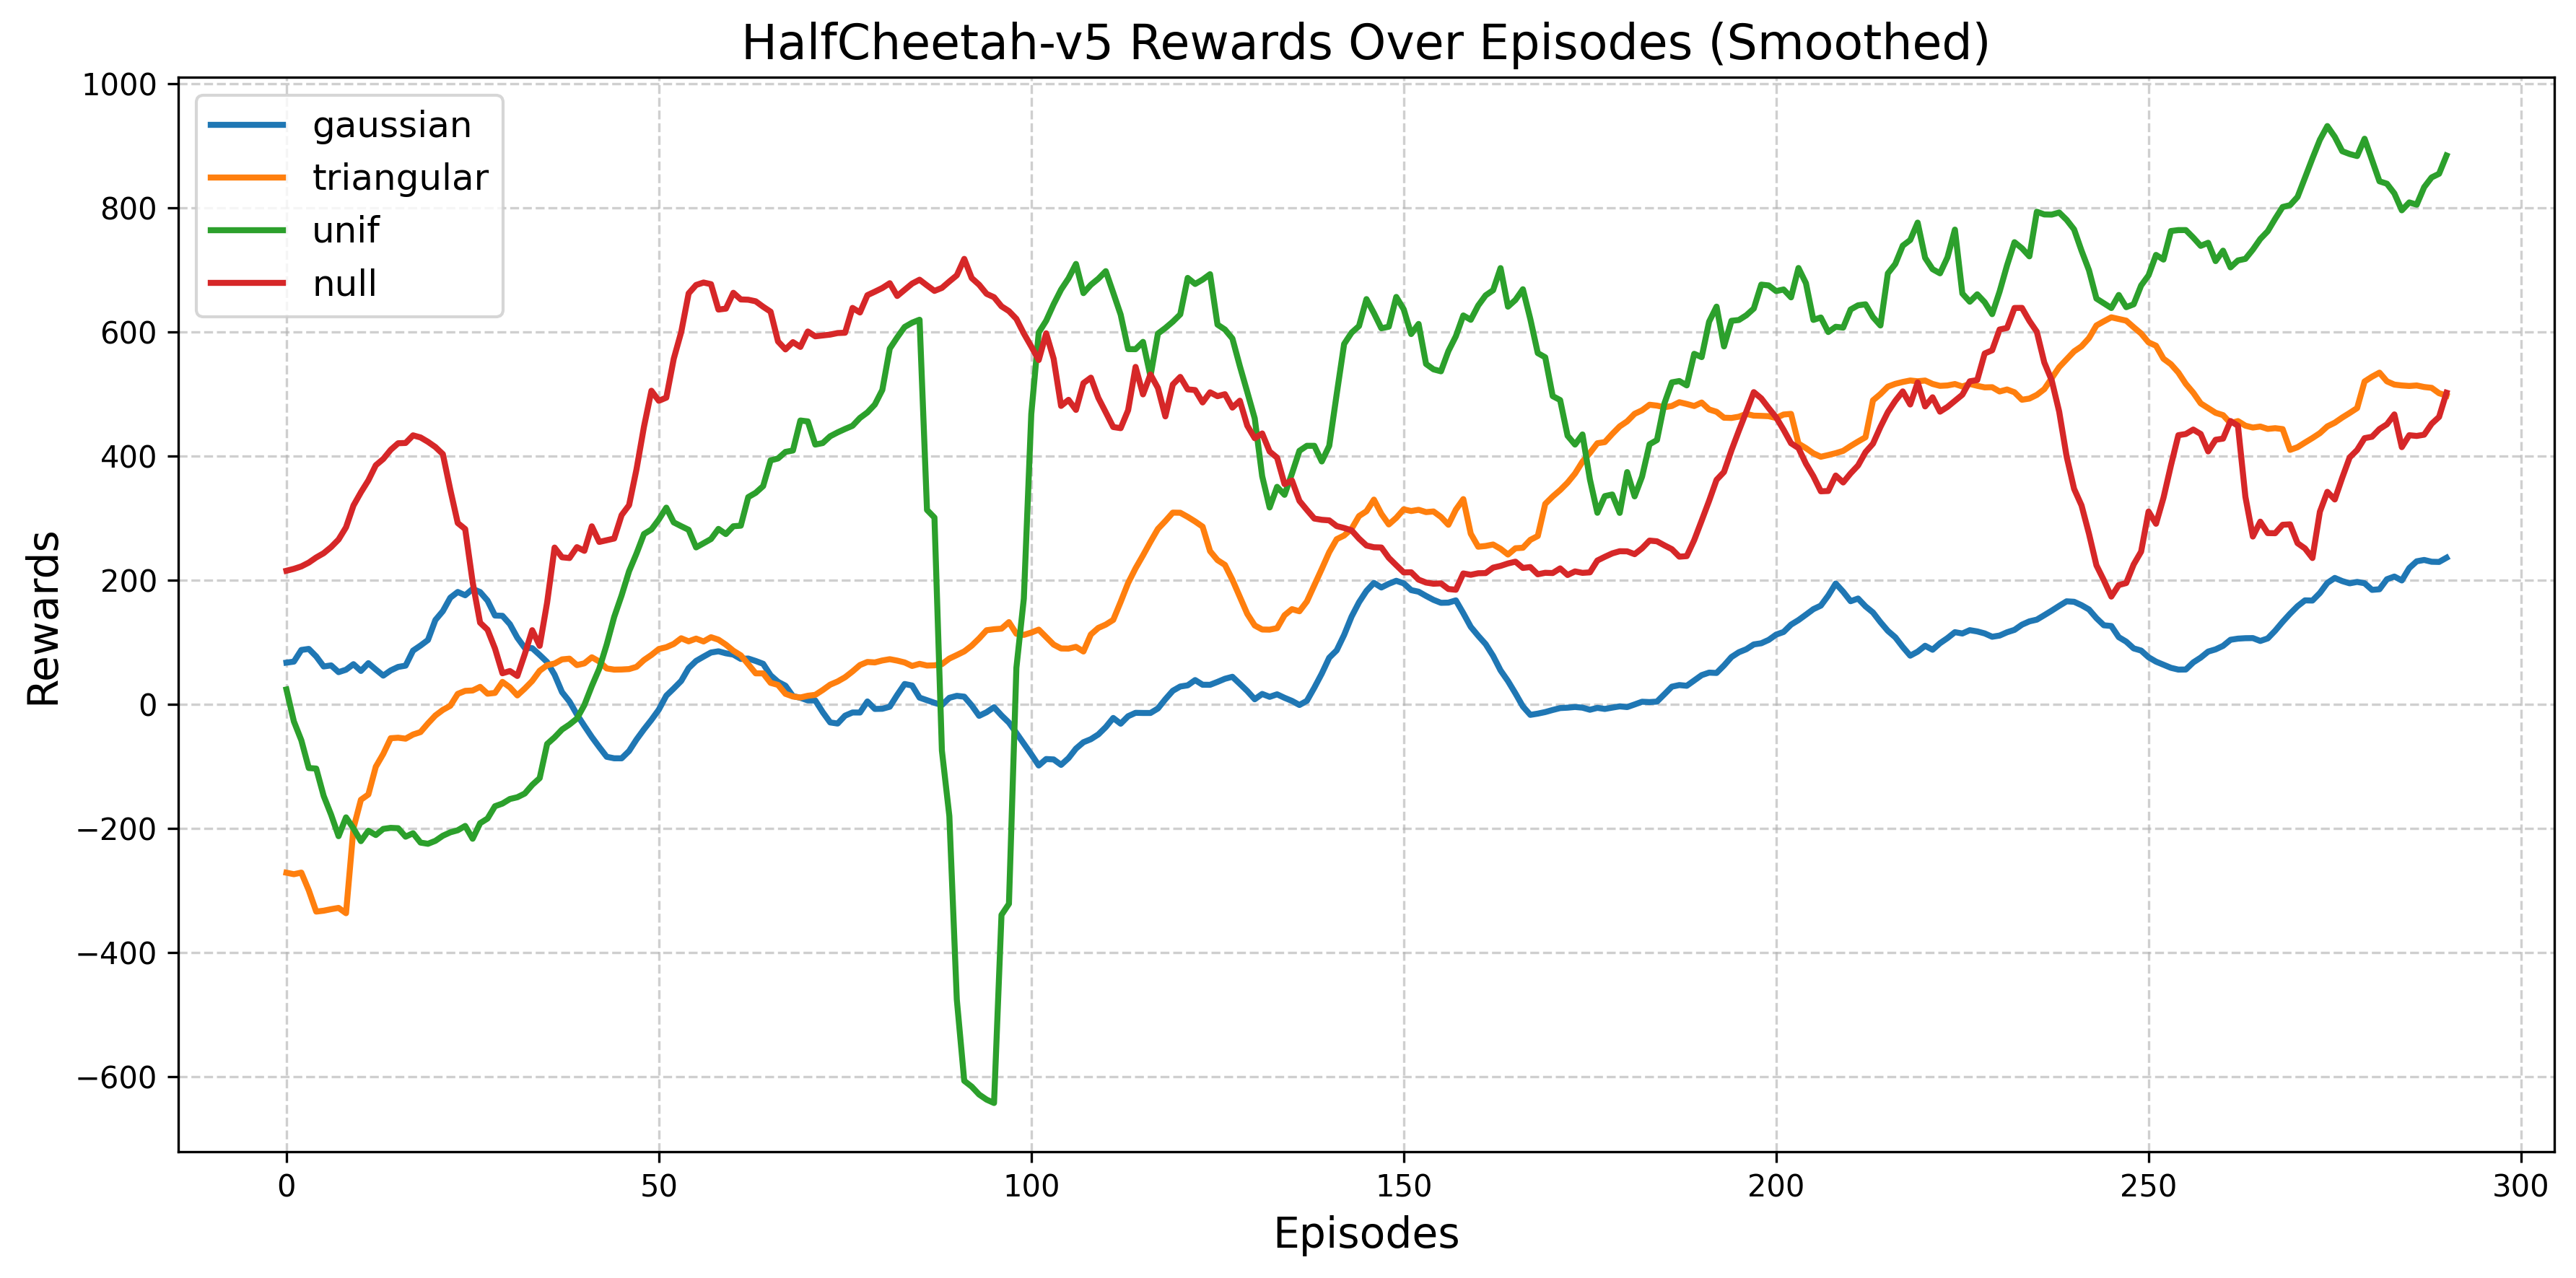 HalfCheetah-v5 Rewards Over Episodes (Smoothed)
1000
800
600
400
200
0
−200
−400
−600
Rewards
gaussian
triangular
unif
null
0
50
100
150
200
250
300
Episodes